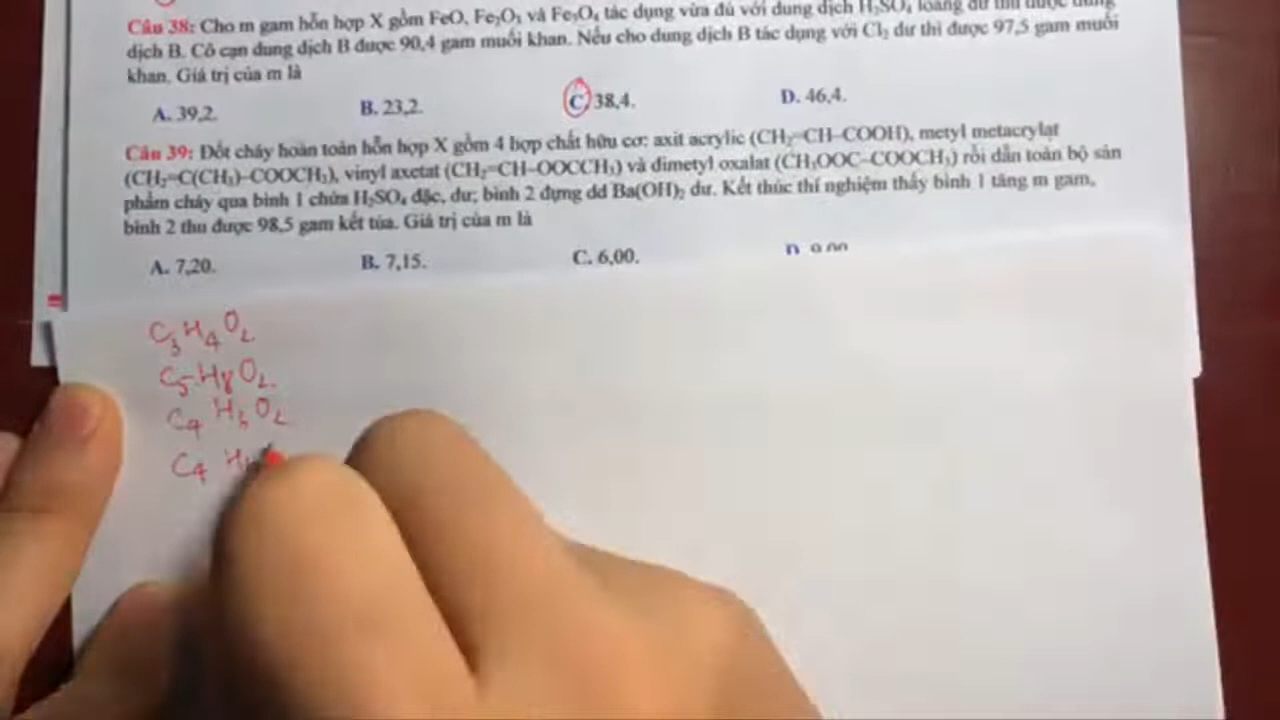 Câu 38: Cho m gam hỗn hợp X gồm FeO, Fe₂O₃ và Fe₃O₄ tác dụng vừa đủ với dung dịch H₂SO₄ loãng dư thu được dung
dịch B. Cô cạn dung dịch B được 90,4 gam muối khan. Nếu cho dung dịch B tác dụng với Cl₂ dư thì được 97,5 gam muối
khan. Giá trị của m là
A. 39,2. B. 23,2. C. 38,4. D. 46,4.
Câu 39: Đốt cháy hoàn toàn hỗn hợp X gồm 4 hợp chất hữu cơ: axit acrylic (CH₂=CH–COOH), metyl metacrylat
(CH₂=C(CH₃)–COOCH₃), vinyl axetat (CH₂=CH–OOCCH₃) và dimetyl oxalat (CH₃OOC–COOCH₃) rồi dẫn toàn bộ sản
phẩm cháy qua bình 1 chứa H₂SO₄ đặc, dư; bình 2 đựng dd Ba(OH)₂ dư. Kết thúc thí nghiệm thấy bình 1 tăng m gam,
bình 2 thu được 98,5 gam kết tủa. Giá trị của m là
A. 7,20. B. 7,15. C. 6,00. D
C₃H₄O₂
C₅H₈O₂
C₄H₆O₂
C₄ H